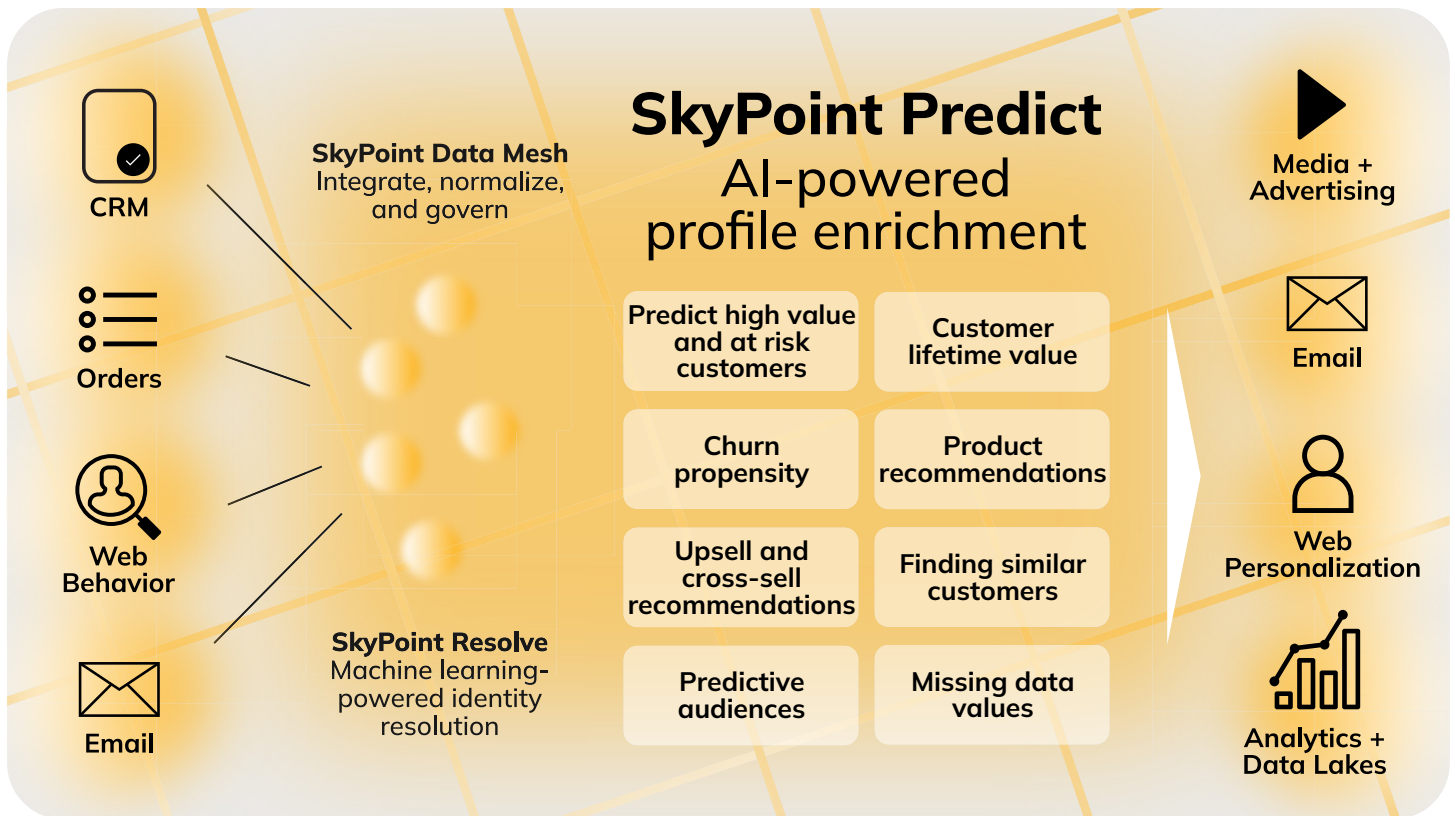 CRM
Orders
Web
Behavior
Email
SkyPoint Data Mesh
Integrate, normalize,
and govern
SkyPoint Resolve
Machine learning-
powered identity
resolution
SkyPoint Predict
AI-powered
profile enrichment
Predict high value
and at risk
customers
Customer
lifetime value
Churn
propensity
Product
recommendations
Upsell and
cross-sell
recommendations
Finding similar
customers
Predictive
audiences
Missing data
values
Media +
Advertising
Email
Web
Personalization
Analytics +
Data Lakes